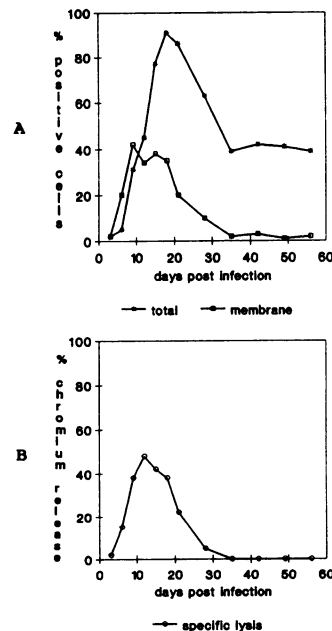 A
% positive cells
100
80
60
40
20
0
0 10 20 30 40 50 60
days post infection
total membrane
B
% chromium release
100
80
60
40
20
0
0 10 20 30 40 50 60
days post infection
specific lysis